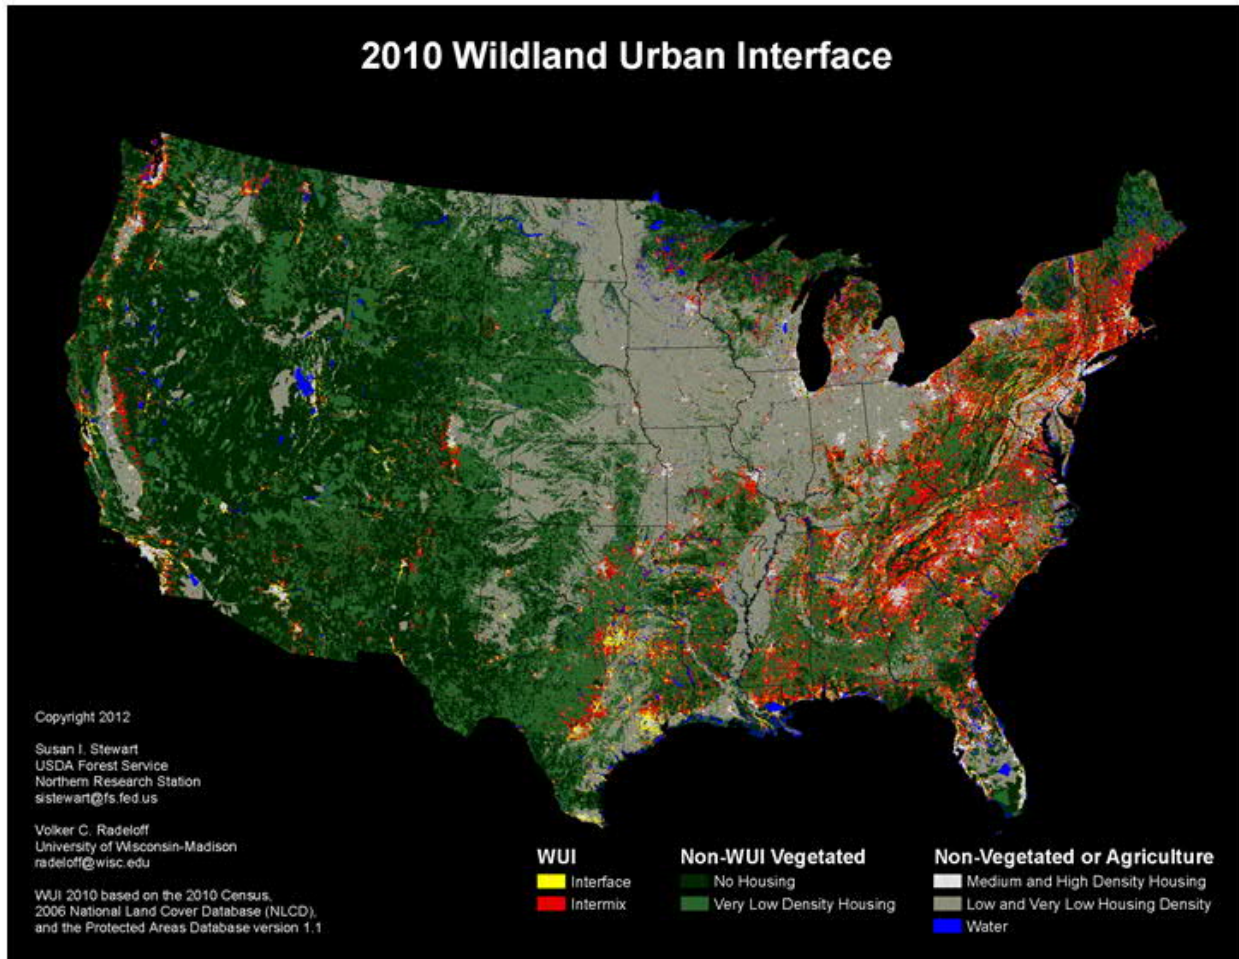 2010 Wildland Urban Interface
Copyright 2012
Susan I. Stewart
USDA Forest Service
Northern Research Station
sistewart@fs.fed.us
Volker C. Radeloff
University of Wisconsin-Madison
radeloff@wisc.edu
WUI 2010 based on the 2010 Census,
2006 National Land Cover Database (NLCD),
and the Protected Areas Database version 1.1
WUI
Interface
Intermix
Non-WUI Vegetated
No Housing
Very Low Density Housing
Non-Vegetated or Agriculture
Medium and High Density Housing
Low and Very Low Housing Density
Water